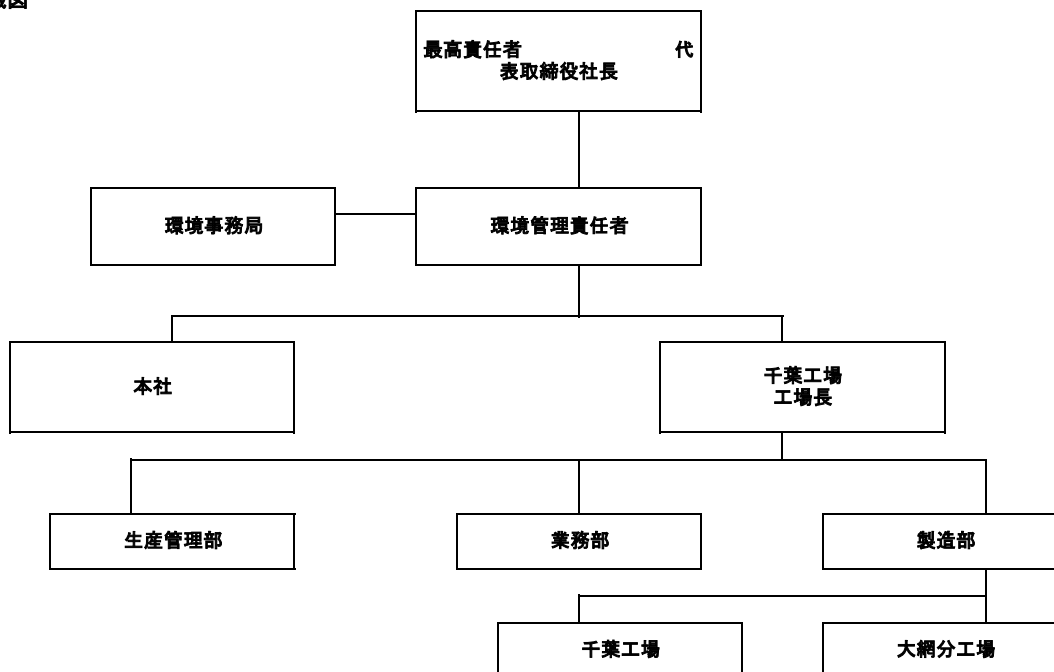 図
最高責任者 代
表取締役社長
環境事務局
環境管理責任者
本社
千葉工場
工場長
生産管理部
業務部
製造部
千葉工場
大網分工場